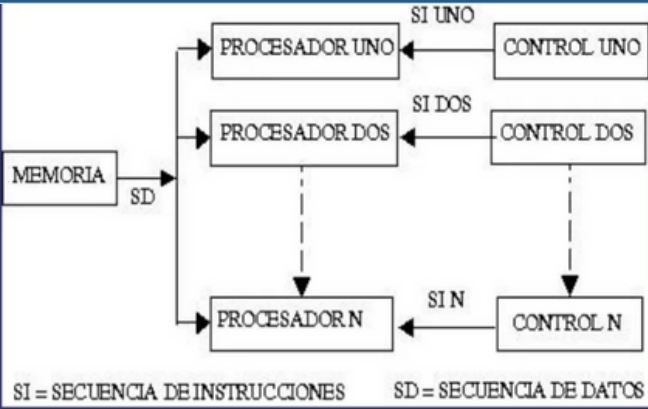 SI UNO
PROCESADOR UNO
CONTROL UNO
SI DOS
PROCESADOR DOS
CONTROL DOS
MEMORIA
SD
SI N
PROCESADOR N
CONTROL N
SI = SECUENCIA DE INSTRUCCIONES
SD = SECUENCIA DE DATOS